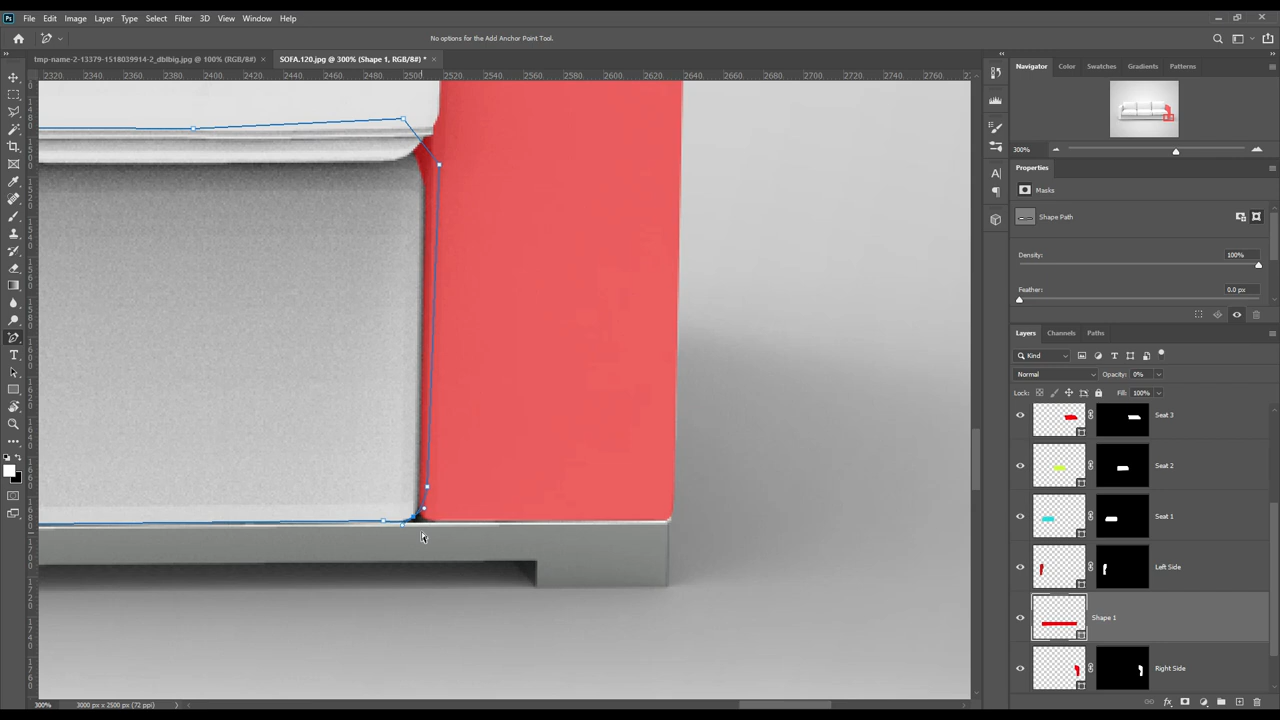 Ps File Edit Image Layer Type Select Filter 3D View Window Help
No options for the Add Anchor Point Tool.
tmp-name-2-13379-1518039914-2_dblbig.jpg @ 100% (RGB/8#) × SOFA.120.jpg @ 300% (Shape 1, RGB/8#) * ×
2320 2340 2360 2380 2400 2420 2440 2460 2480 2500 2520 2540 2560 2580 2600 2620 2640 2660 2680 2700 2720 2740 2760
Navigator Color Swatches Gradients Patterns
300%
Properties
Masks
Shape Path
Density: 100%
Feather: 0.0 px
Layers Channels Paths
Kind
Normal Opacity: 0%
Lock: Fill: 100%
Seat 3
Seat 2
Seat 1
Left Side
Shape 1
Right Side
fx
300% 3000 px x 2500 px (72 ppi)